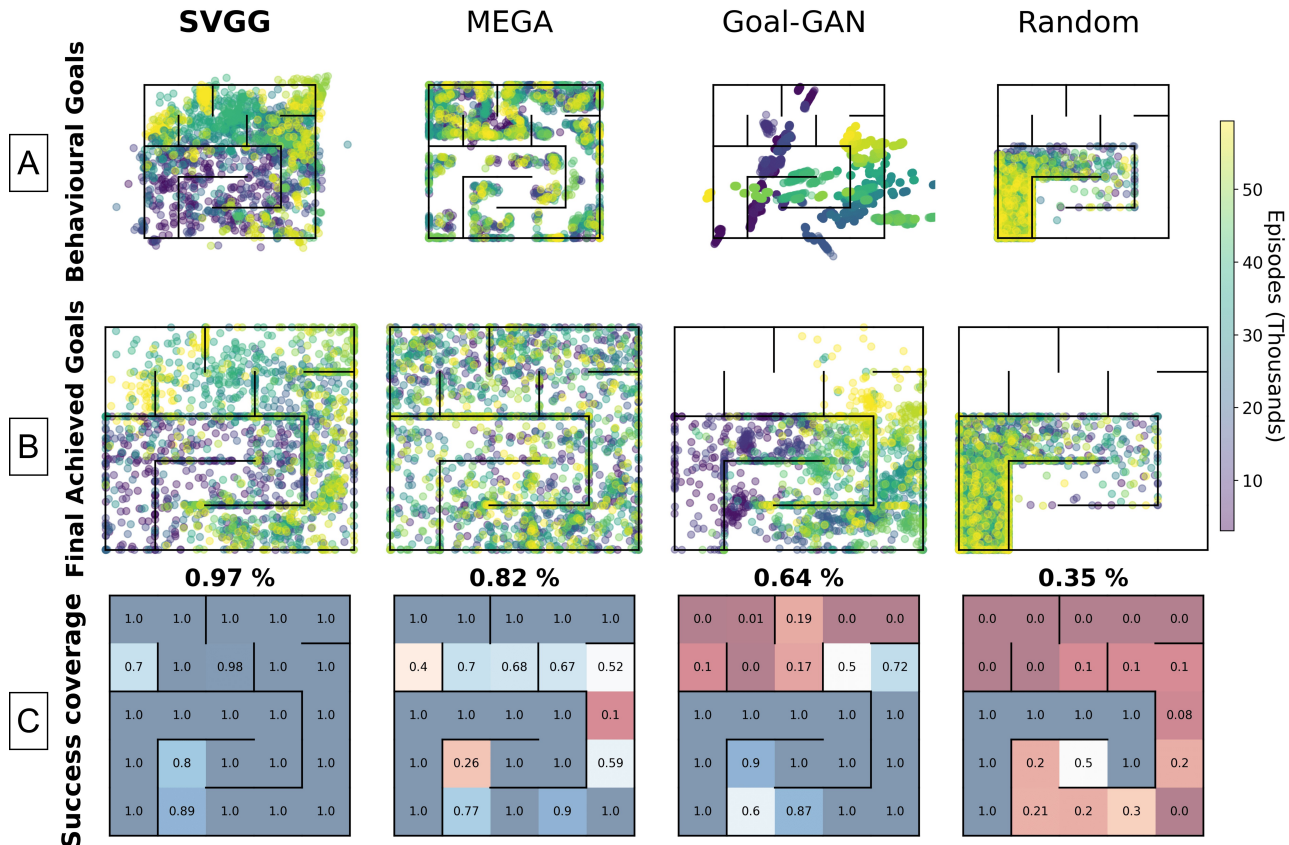 SVGG MEGA Goal-GAN Random
A
Behavioural Goals
50
40
30
20
10
Episodes (Thousands)
B
Final Achieved Goals
0.97 % 0.82 % 0.64 % 0.35 %
C
Success coverage
1.0 1.0 1.0 1.0 1.0 1.0 1.0 1.0 1.0 1.0 0.0 0.01 0.19 0.0 0.0 0.0 0.0 0.0 0.0 0.0
0.7 1.0 0.98 1.0 1.0 0.4 0.7 0.68 0.67 0.52 0.1 0.0 0.17 0.5 0.72 0.0 0.0 0.1 0.1 0.1
1.0 1.0 1.0 1.0 1.0 1.0 1.0 1.0 1.0 0.1 1.0 1.0 1.0 1.0 1.0 1.0 1.0 1.0 1.0 0.08
1.0 0.8 1.0 1.0 1.0 1.0 0.26 1.0 1.0 0.59 1.0 0.9 1.0 1.0 1.0 1.0 0.2 0.5 1.0 0.2
1.0 0.89 1.0 1.0 1.0 1.0 0.77 1.0 0.9 1.0 1.0 0.6 0.87 1.0 1.0 1.0 0.21 0.2 0.3 0.0